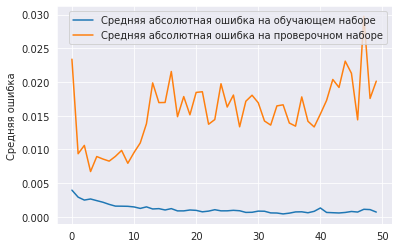 Средняя абсолютная ошибка на обучающем наборе
Средняя абсолютная ошибка на проверочном наборе
Средняя ошибка
0.030
0.025
0.020
0.015
0.010
0.005
0.000
0 10 20 30 40 50